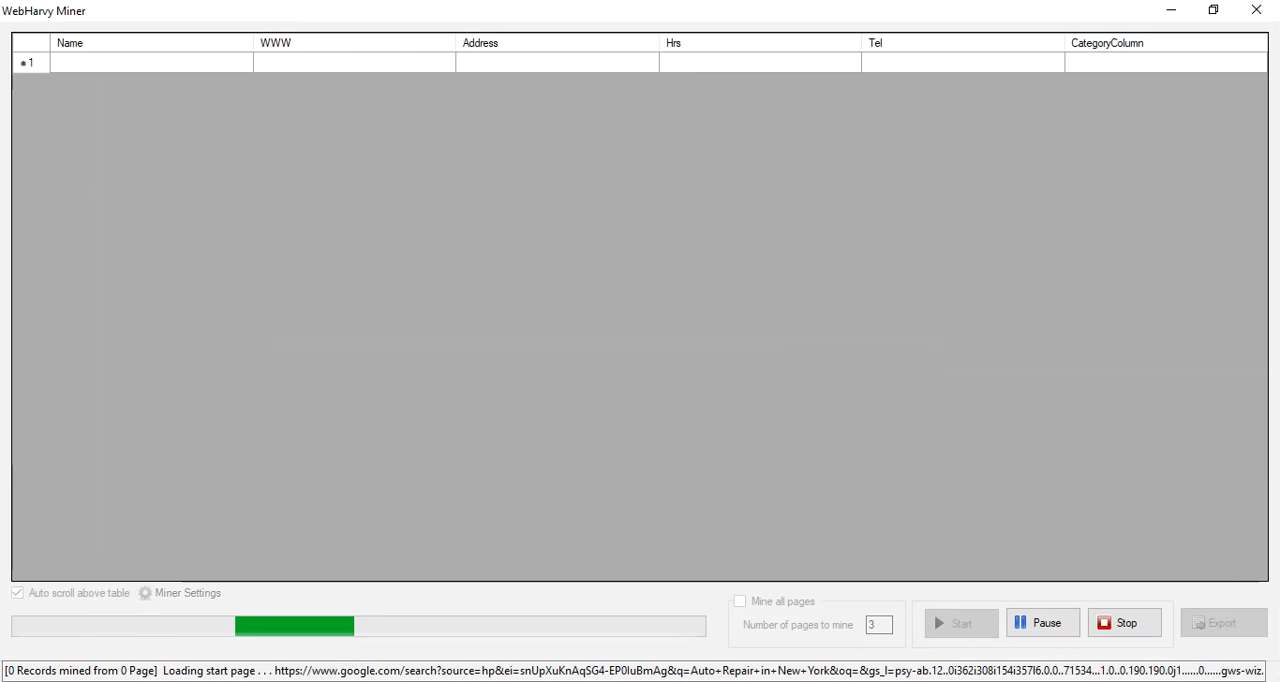 WebHarvy Miner
Name WWW Address Hrs Tel CategoryColumn
* 1
Auto scroll above table Miner Settings
Mine all pages
Number of pages to mine 3
Start Pause Stop Export
[0 Records mined from 0 Page] Loading start page . . . https://www.google.com/search?source=hp&ei=snUpXuKnAqSG4-EP0IuBmAg&q=Auto+Repair+in+New+York&oq=&gs_l=psy-ab.12..0i362i308i154i357l6.0.0..71534...1.0..0.190.190.0j1......0......gws-wiz.